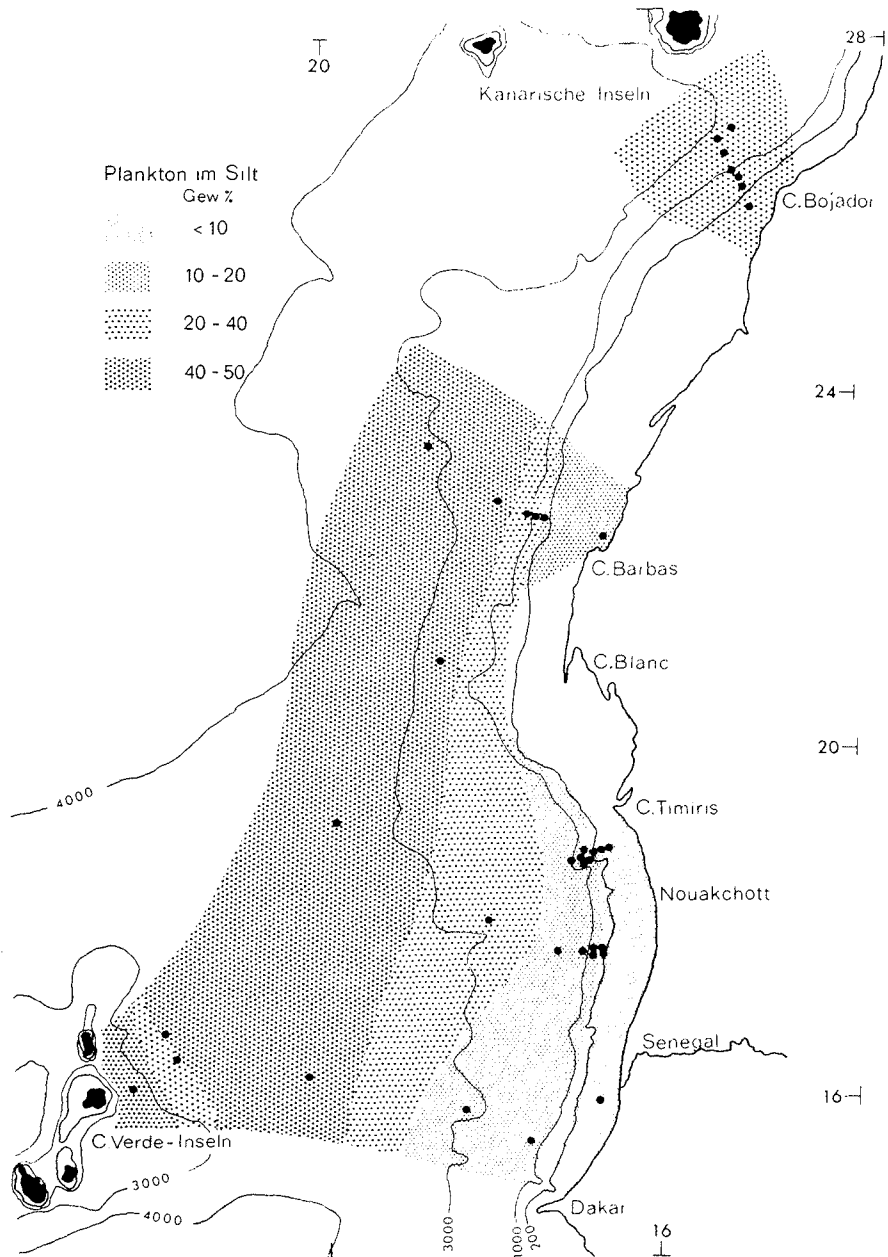 20
28
Kanarische Inseln
Plankton im Silt
Gew %
< 10
10 - 20
20 - 40
40 - 50
C.Bojador
24
C.Barbas
C.Blanc
20
4000
C.Timiris
Nouakchott
Senegal
16
C.Verde-Inseln
3000
4000
3000
1000
200
Dakar
16